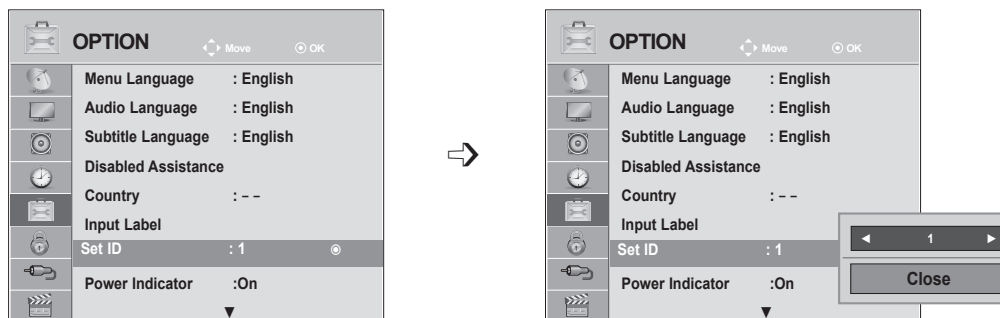 OPTION Move OK
Menu Language : English
Audio Language : English
Subtitle Language : English
Disabled Assistance
Country : – –
Input Label
Set ID : 1
Power Indicator :On
OPTION Move OK
Menu Language : English
Audio Language : English
Subtitle Language : English
Disabled Assistance
Country : – –
Input Label
Set ID : 1
Power Indicator :On
◄ 1 ►
Close